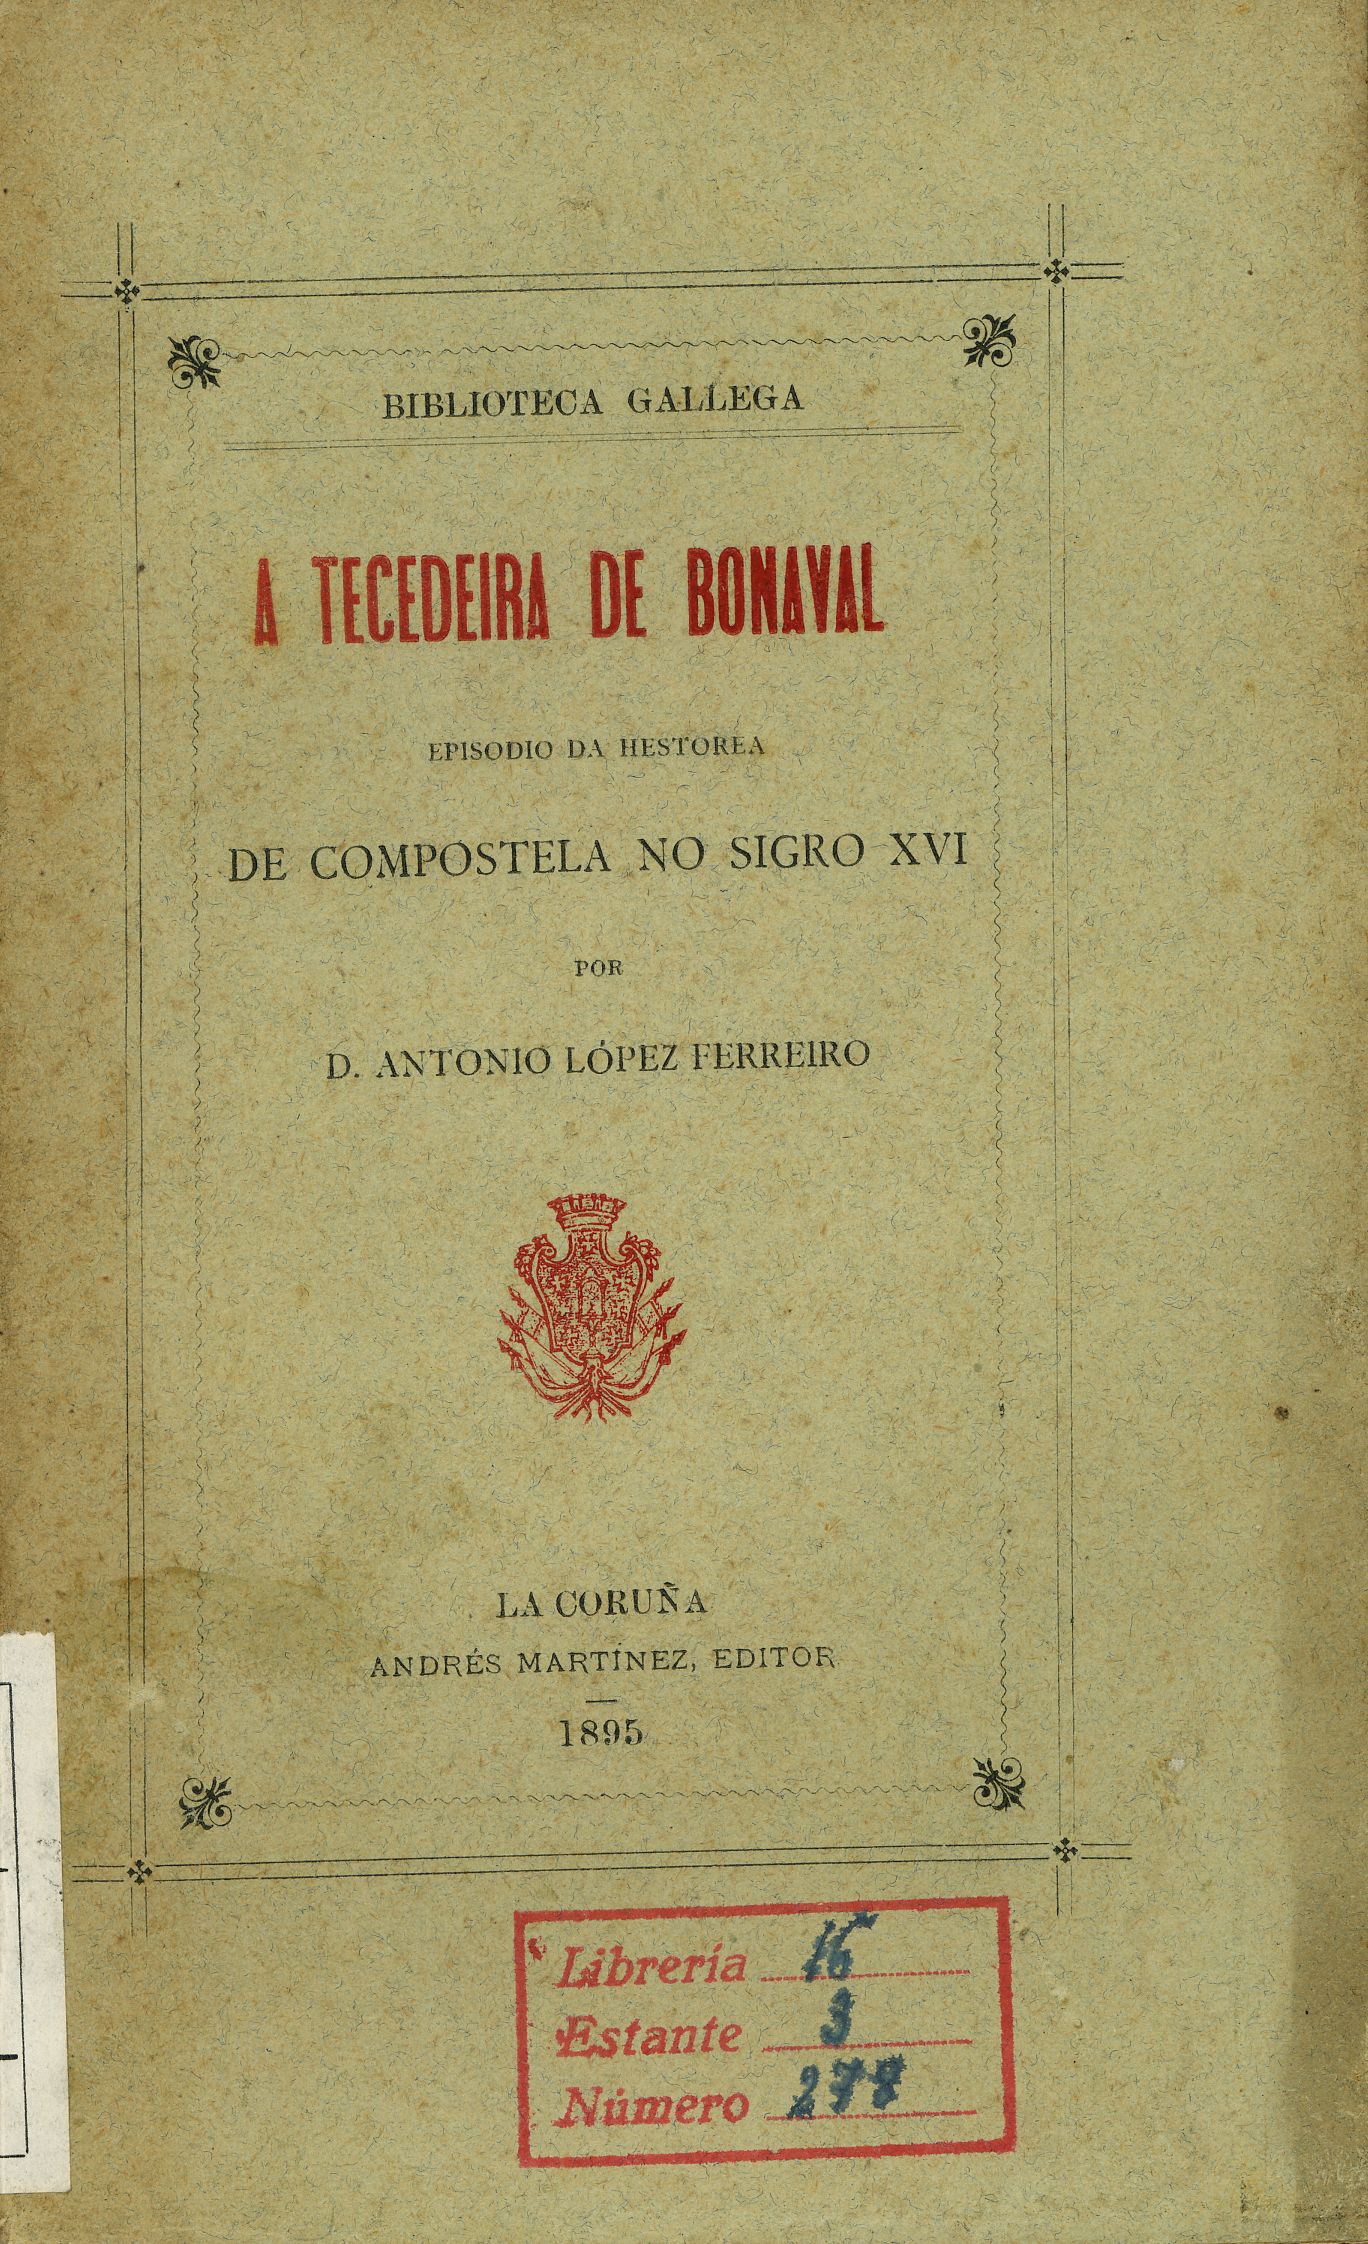 BIBLIOTECA GALLEGA
A TECEDEIRA DE BONAVAL
EPISODIO DA HESTOREA
DE COMPOSTELA NO SIGRO XVI
POR
D. ANTONIO LÓPEZ FERREIRO
LA CORUÑA
ANDRÉS MARTÍNEZ, EDITOR
1895
Librería 16
Estante 3
Número